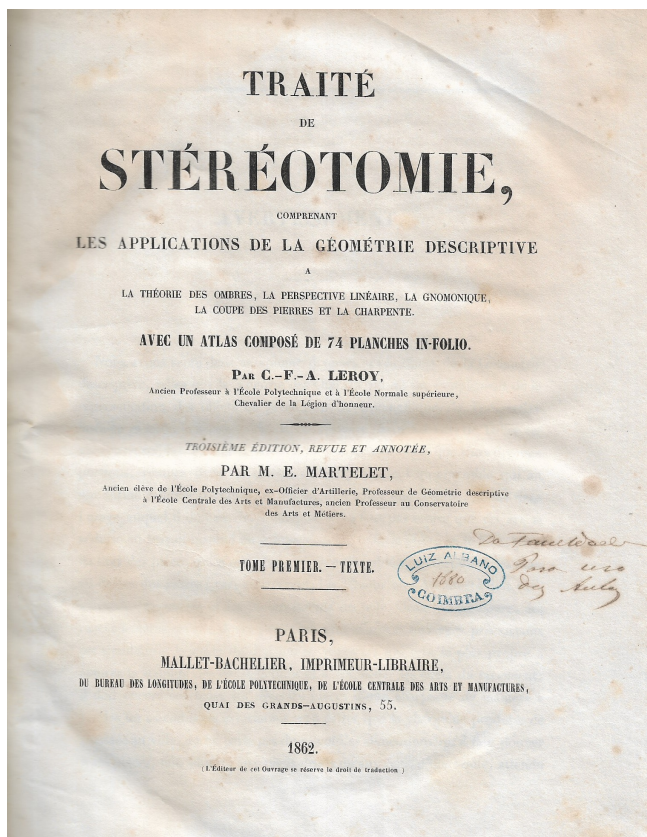 TRAITÉ
DE
STÉRÉOTOMIE,
COMPRENANT
LES APPLICATIONS DE LA GÉOMÉTRIE DESCRIPTIVE
A
LA THÉORIE DES OMBRES, LA PERSPECTIVE LINÉAIRE, LA GNOMONIQUE,
LA COUPE DES PIERRES ET LA CHARPENTE.
AVEC UN ATLAS COMPOSÉ DE 74 PLANCHES IN-FOLIO.
PAR C.-F.-A. LEROY,
Ancien Professeur à l'École Polytechnique et à l'École Normale supérieure,
Chevalier de la Légion d'honneur.
TROISIÈME ÉDITION, REVUE ET ANNOTÉE,
PAR M. E. MARTELET,
Ancien élève de l'École Polytechnique, ex-Officier d'Artillerie, Professeur de Géométrie descriptive
à l'École Centrale des Arts et Manufactures, ancien Professeur au Conservatoire
des Arts et Métiers.
TOME PREMIER. — TEXTE.
LUIZ ALBANO
1680
COIMBRA
Da Faculdade
Para uso
das Aulas
PARIS,
MALLET-BACHELIER, IMPRIMEUR-LIBRAIRE,
DU BUREAU DES LONGITUDES, DE L'ÉCOLE POLYTECHNIQUE, DE L'ÉCOLE CENTRALE DES ARTS ET MANUFACTURES,
QUAI DES GRANDS-AUGUSTINS, 55.
1862.
(L'Éditeur de cet Ouvrage se réserve le droit de traduction)